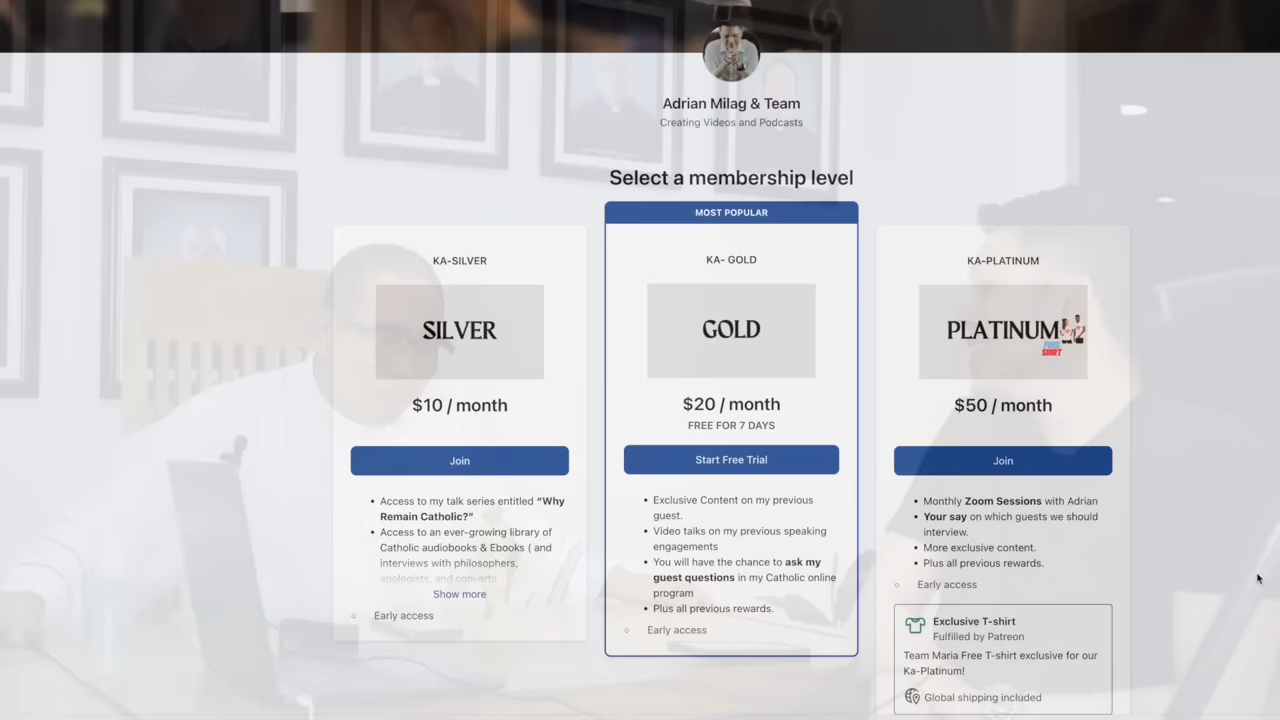 Adrian Milag & Team
Creating Videos and Podcasts
Select a membership level
KA-SILVER
SILVER
$10 / month
Join
• Access to my talk series entitled "Why
Remain Catholic?"
• Access to an ever-growing library of
Catholic audiobooks & Ebooks ( and
interviews with philosophers,
apologists, and converts
Show more
Early access
MOST POPULAR
KA- GOLD
GOLD
$20 / month
FREE FOR 7 DAYS
Start Free Trial
• Exclusive Content on my previous
guest.
• Video talks on my previous speaking
engagements
• You will have the chance to ask my
guest questions in my Catholic online
program
• Plus all previous rewards.
Early access
KA-PLATINUM
PLATINUM
FREE
SHIRT
$50 / month
Join
• Monthly Zoom Sessions with Adrian
• Your say on which guests we should
interview.
• More exclusive content.
• Plus all previous rewards.
Early access
Exclusive T-shirt
Fulfilled by Patreon
Team Maria Free T-shirt exclusive for our
Ka-Platinum!
Global shipping included